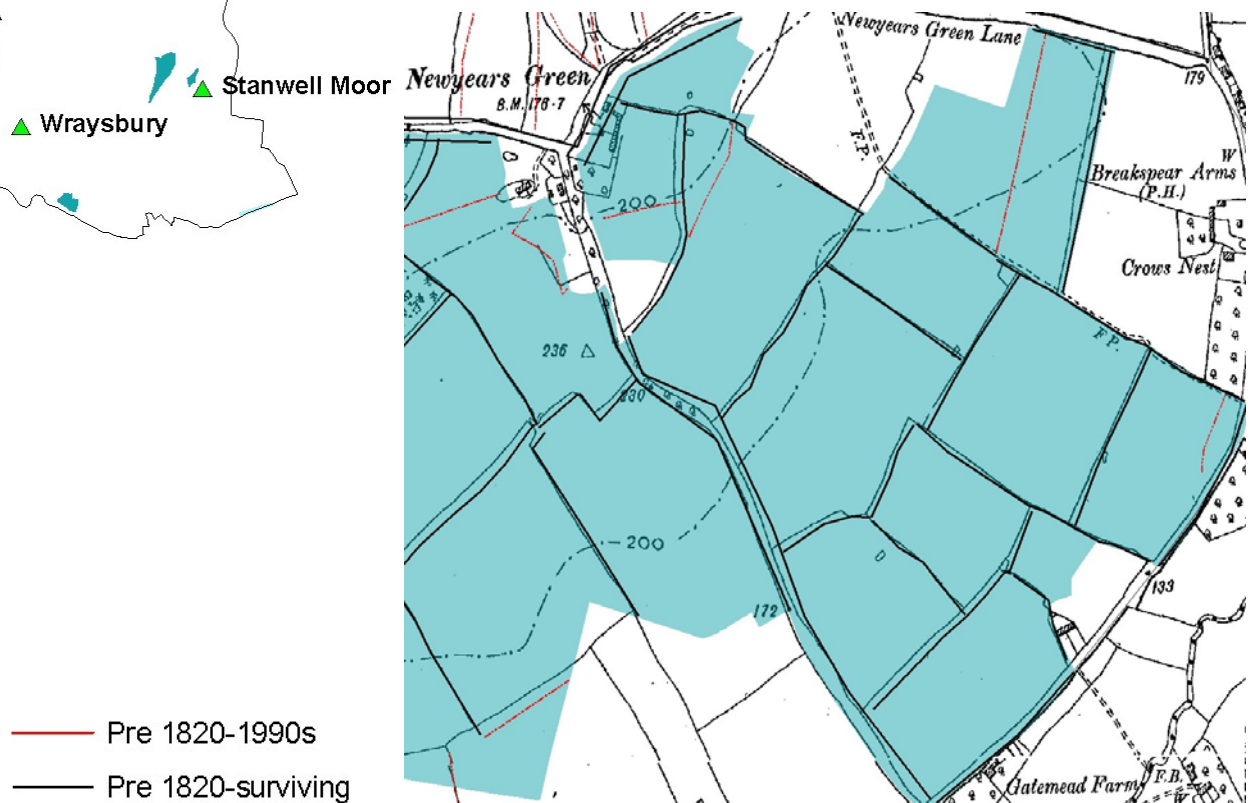 Stanwell Moor
Wraysbury
Pre 1820-1990s
Pre 1820-surviving
Newyears Green Lane
179
Newyears Green
B.M. 176·7
F.P.
W
Breakspear Arms
(P.H.)
200
Crows Nest
F.P.
236
230
200
172
133
Gatemead Farm
F.B.
W